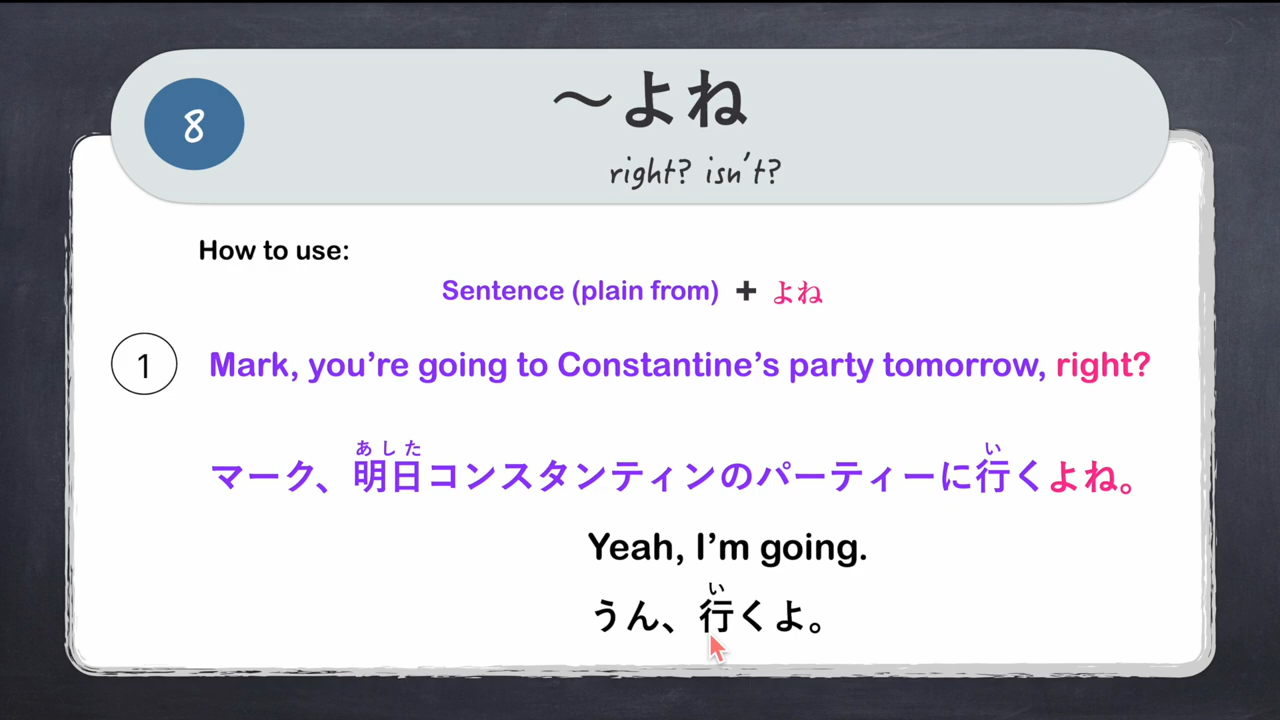 8
〜よね
right? isn't?
How to use:
Sentence (plain from) + よね
1 Mark, you're going to Constantine's party tomorrow, right?
あした い
マーク、明日コンスタンティンのパーティーに行くよね。
Yeah, I'm going.
い
うん、行くよ。